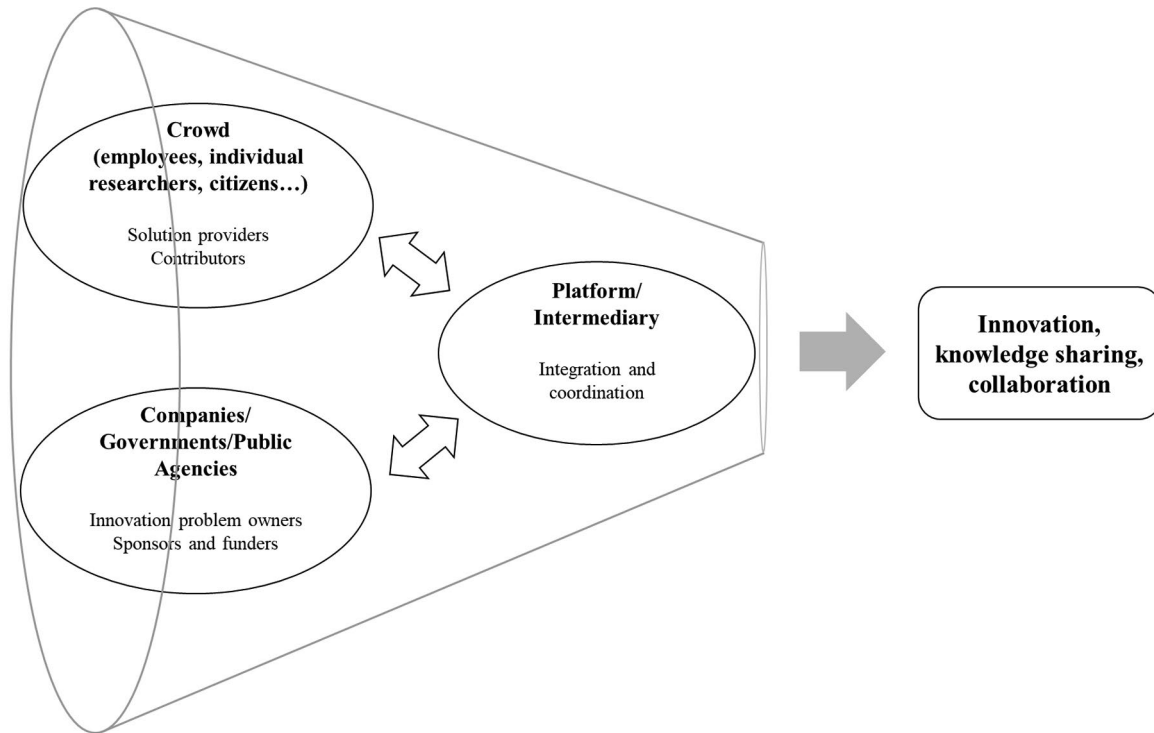 Crowd
(employees, individual
researchers, citizens…)
Solution providers
Contributors
Companies/
Governments/Public
Agencies
Innovation problem owners
Sponsors and funders
Platform/
Intermediary
Integration and
coordination
Innovation,
knowledge sharing,
collaboration